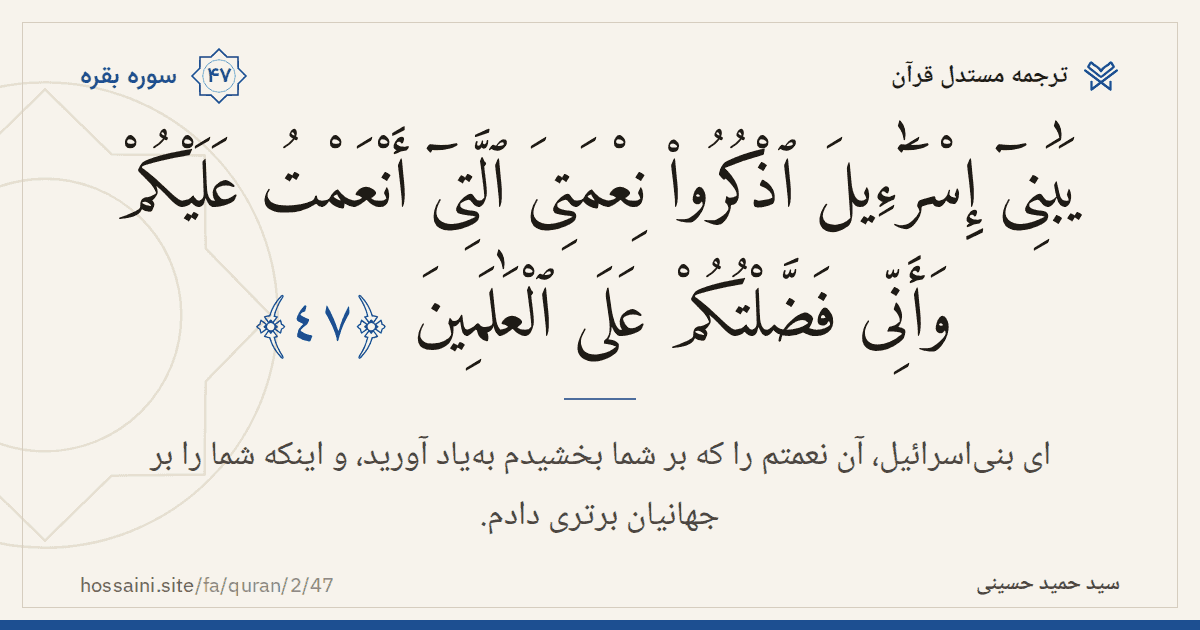 ترجمه مستدل قرآن
سوره بقره ۴۷
يَٰبَنِىٓ إِسْرَٰٓءِيلَ ٱذْكُرُوا۟ نِعْمَتِىَ ٱلَّتِىٓ أَنْعَمْتُ عَلَيْكُمْ
وَأَنِّى فَضَّلْتُكُمْ عَلَى ٱلْعَٰلَمِينَ ﴿٤٧﴾
ای بنی‌اسرائیل، آن نعمتم را که بر شما بخشیدم به‌یاد آورید، و اینکه شما را بر
جهانیان برتری دادم.
سید حمید حسینی
hossaini.site/fa/quran/2/47